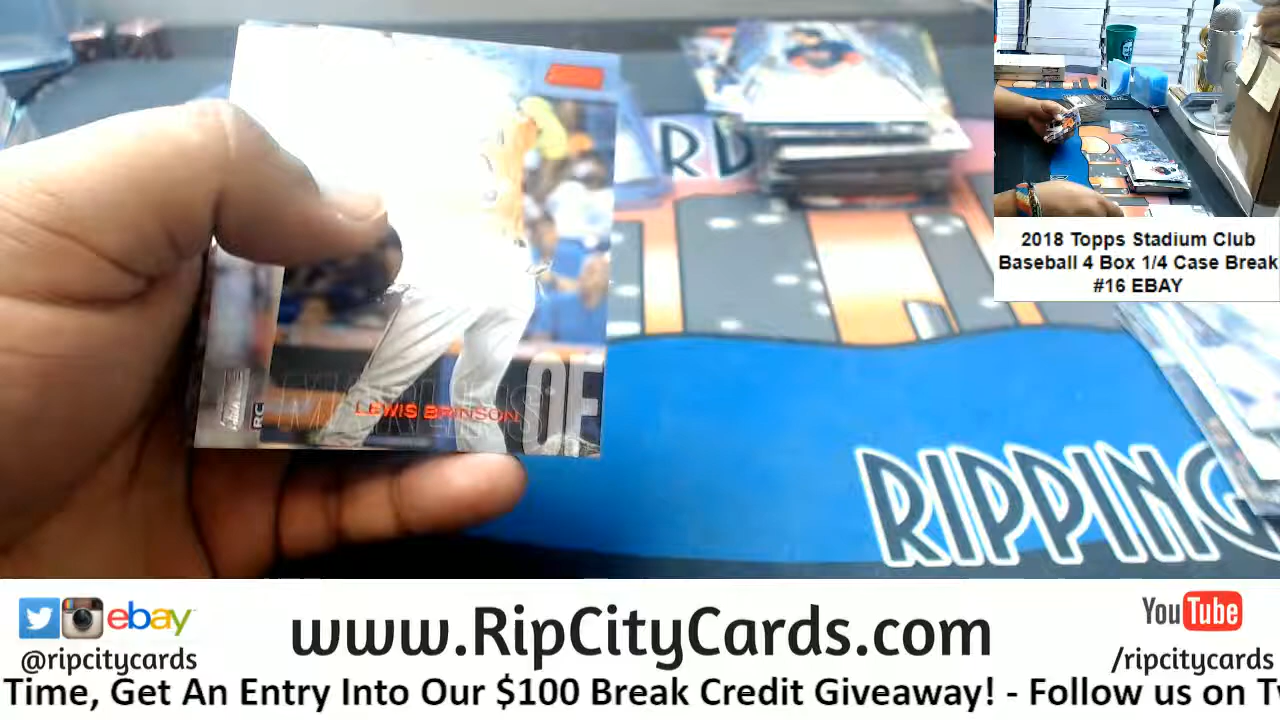 RD
2018 Topps Stadium Club
Baseball 4 Box 1/4 Case Break
#16 EBAY
MARLINS
OF
LEWIS BRINSON
RC
RIPPING
ebay
www.RipCityCards.com
YouTube
@ripcitycards
/ripcitycards
Time, Get An Entry Into Our $100 Break Credit Giveaway! - Follow us on Tw